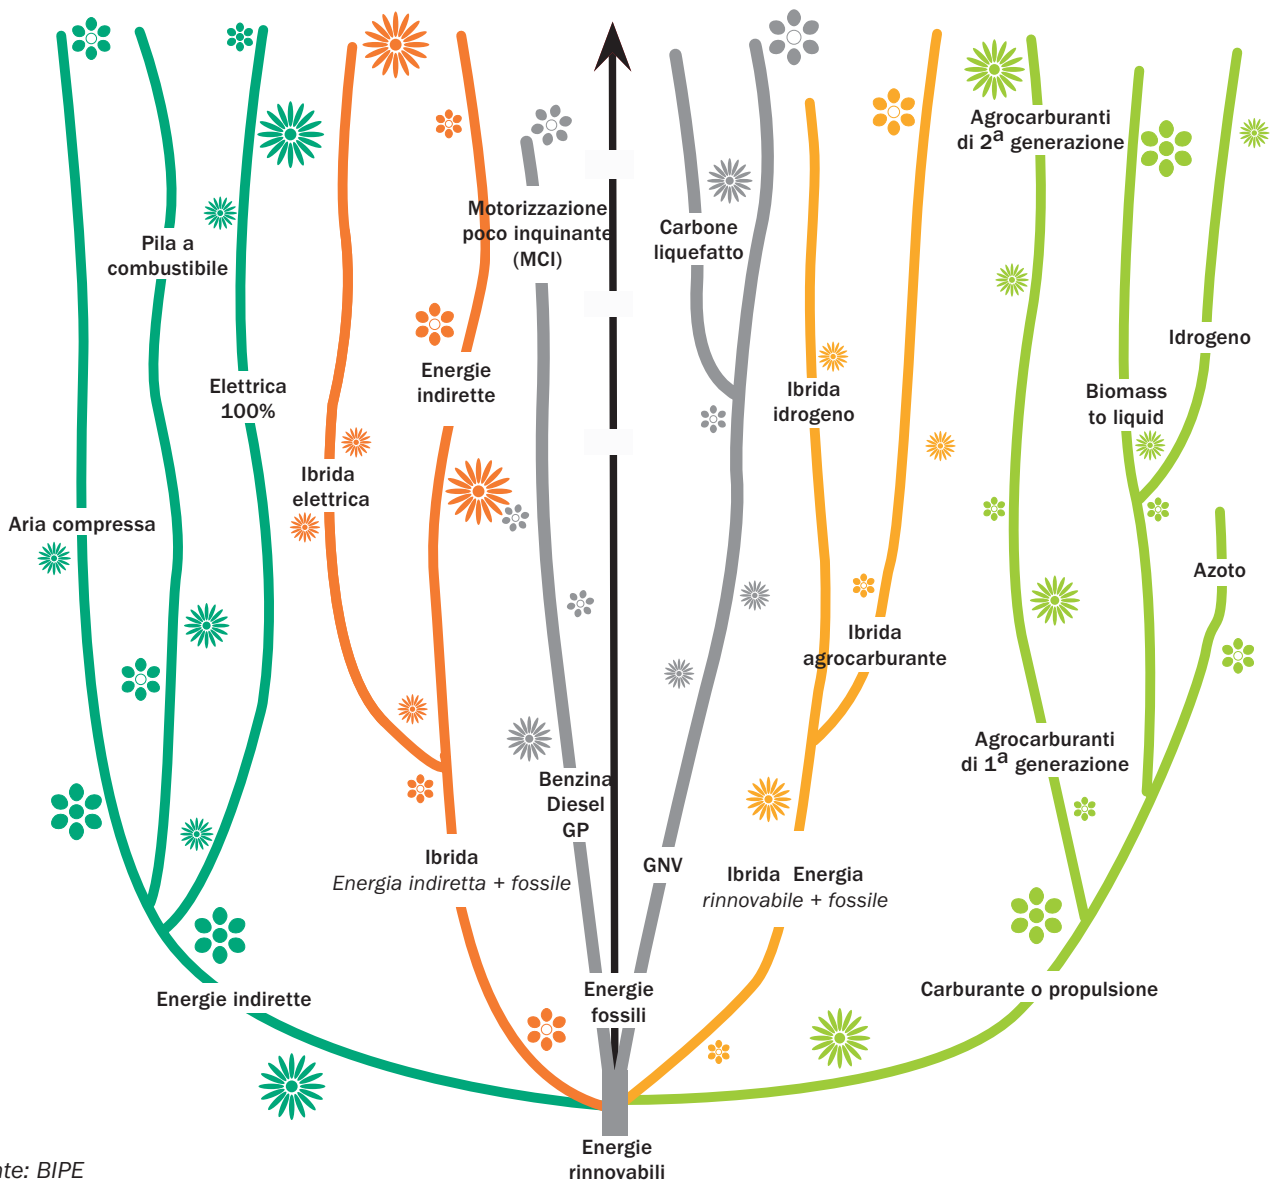 Agrocarburanti
di 2ª generazione
Motorizzazione
poco inquinante
(MCI)
Carbone
liquefatto
Pila a
combustibile
Idrogeno
Energie
indirette
Elettrica
100%
Ibrida
idrogeno
Biomass
to liquid
Ibrida
elettrica
Aria compressa
Azoto
Ibrida
agrocarburante
Agrocarburanti
di 1ª generazione
Benzina
Diesel
GP
Ibrida
Energia indiretta + fossile
GNV
Ibrida Energia
rinnovabile + fossile
Energie indirette
Energie
fossili
Carburante o propulsione
Energie
rinnovabili
BIPE